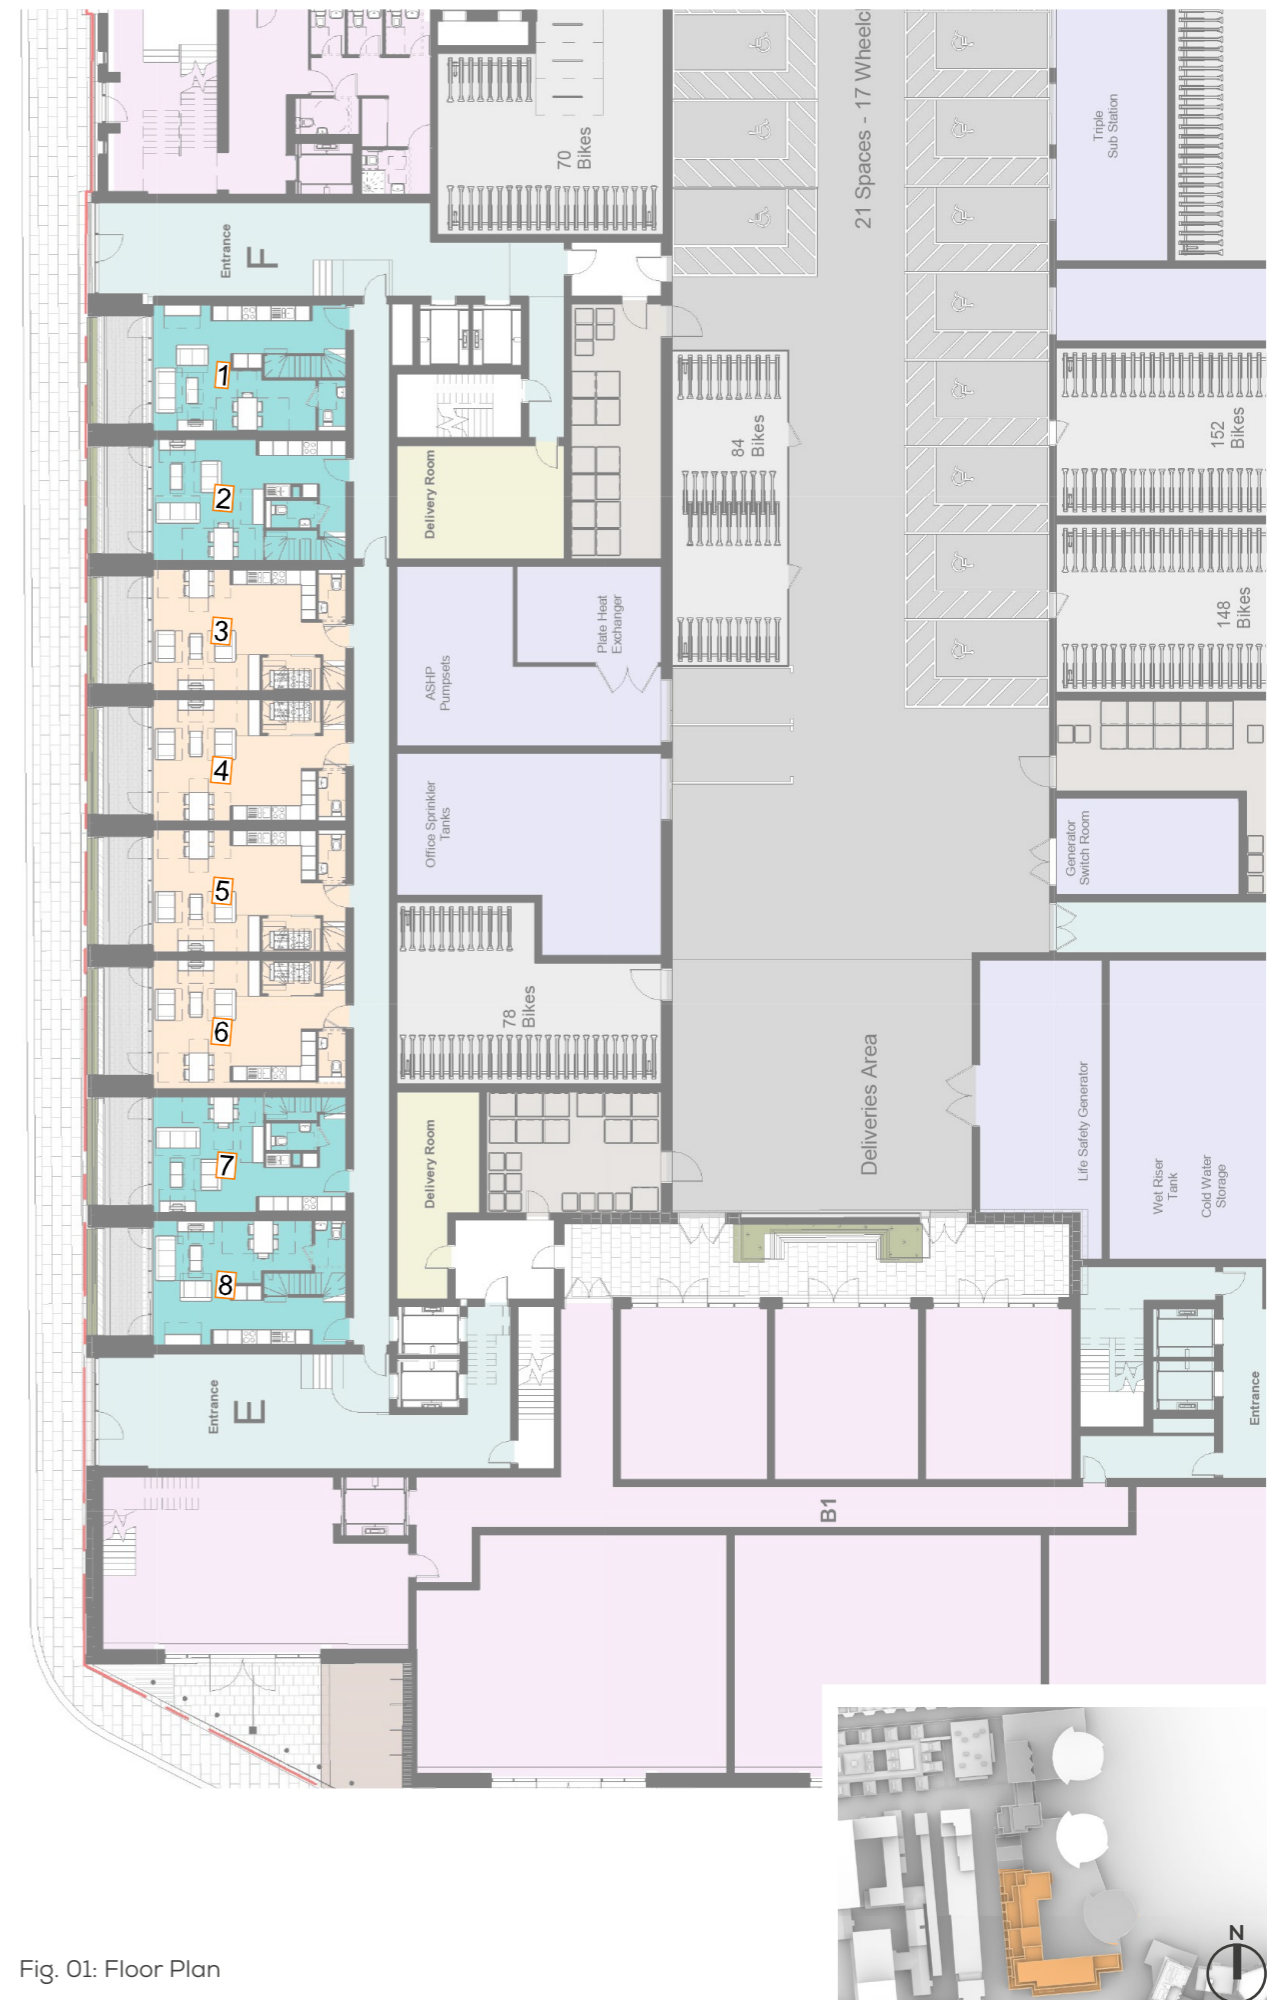 21 Spaces - 17 Wheelc
Triple
Sub Station
70
Bikes
Entrance
F
1
2
3
4
5
6
7
8
84
Bikes
152
Bikes
148
Bikes
Delivery Room
Plate Heat
Exchanger
ASHP
Pumpsets
Office Sprinkler
Tanks
Generator
Switch Room
78
Bikes
Deliveries Area
Life Safety Generator
Wet Riser
Tank
Cold Water
Storage
Delivery Room
Entrance
E
Entrance
B1
N
Fig. 01: Floor Plan